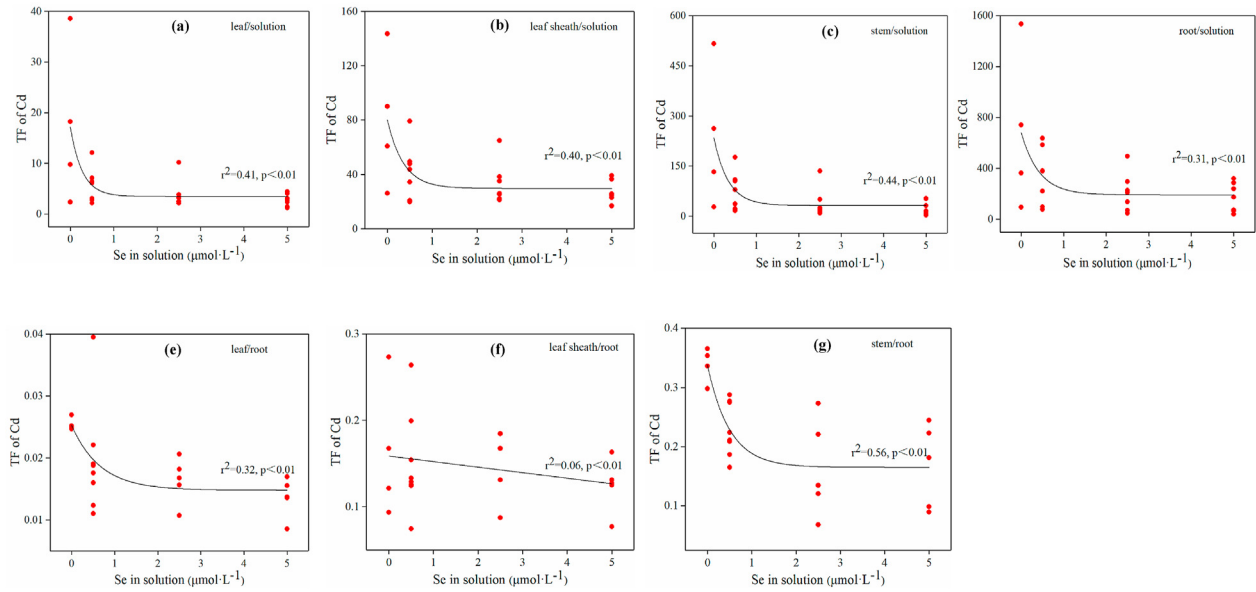 40
30
20
10
0
TF of Cd
(a)
leaf/solution
r²=0.41, p<0.01
0 1 2 3 4 5
Se in solution (μmol·L⁻¹)
160
120
80
40
0
TF of Cd
(b)
leaf sheath/solution
r²=0.40, p<0.01
0 1 2 3 4 5
Se in solution (μmol·L⁻¹)
600
450
300
150
0
TF of Cd
(c)
stem/solution
r²=0.44, p<0.01
0 1 2 3 4 5
Se in solution (μmol·L⁻¹)
1600
1200
800
400
0
TF of Cd
root/solution
r²=0.31, p<0.01
0 1 2 3 4 5
Se in solution (μmol·L⁻¹)
0.04
0.03
0.02
0.01
TF of Cd
(e)
leaf/root
r²=0.32, p<0.01
0 1 2 3 4 5
Se in solution (μmol·L⁻¹)
0.3
0.2
0.1
TF of Cd
(f)
leaf sheath/root
r²=0.06, p<0.01
0 1 2 3 4 5
Se in solution (μmol·L⁻¹)
0.4
0.3
0.2
0.1
TF of Cd
(g)
stem/root
r²=0.56, p<0.01
0 1 2 3 4 5
Se in solution (μmol·L⁻¹)